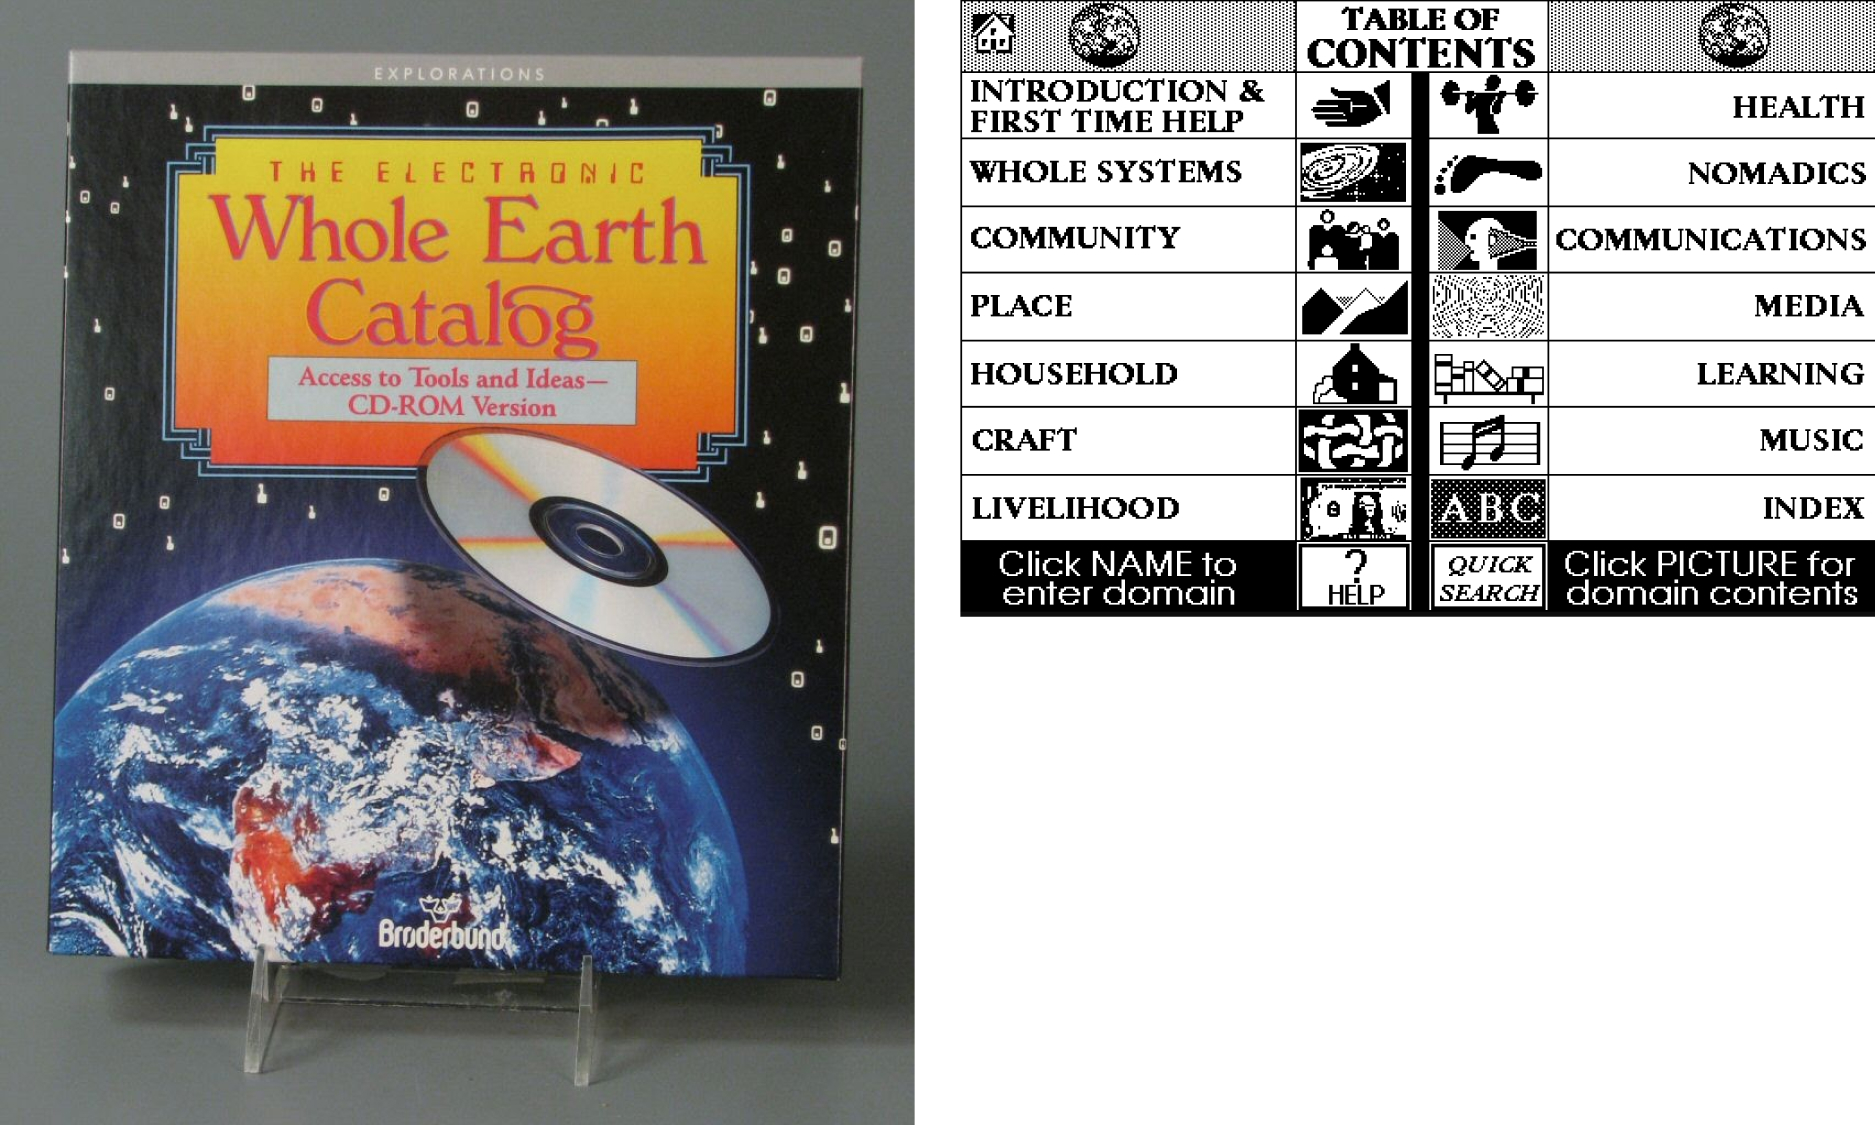 EXPLORATIONS
THE ELECTRONIC
Whole Earth
Catalog
Access to Tools and Ideas—
CD-ROM Version
Brøderbund
TABLE OF
CONTENTS
INTRODUCTION &
FIRST TIME HELP
HEALTH
WHOLE SYSTEMS
NOMADICS
COMMUNITY
COMMUNICATIONS
PLACE
MEDIA
HOUSEHOLD
LEARNING
CRAFT
MUSIC
LIVELIHOOD
ABC
INDEX
Click NAME to
enter domain
?
HELP
QUICK
SEARCH
Click PICTURE for
domain contents